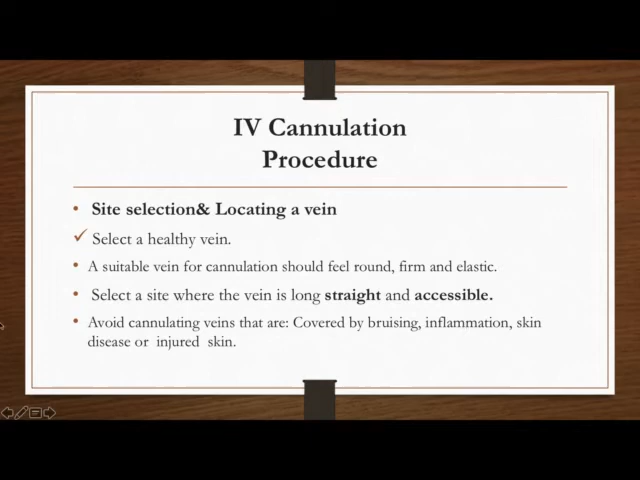 IV Cannulation
Procedure
• Site selection& Locating a vein
✓ Select a healthy vein.
• A suitable vein for cannulation should feel round, firm and elastic.
• Select a site where the vein is long straight and accessible.
• Avoid cannulating veins that are: Covered by bruising, inflammation, skin
disease or injured skin.